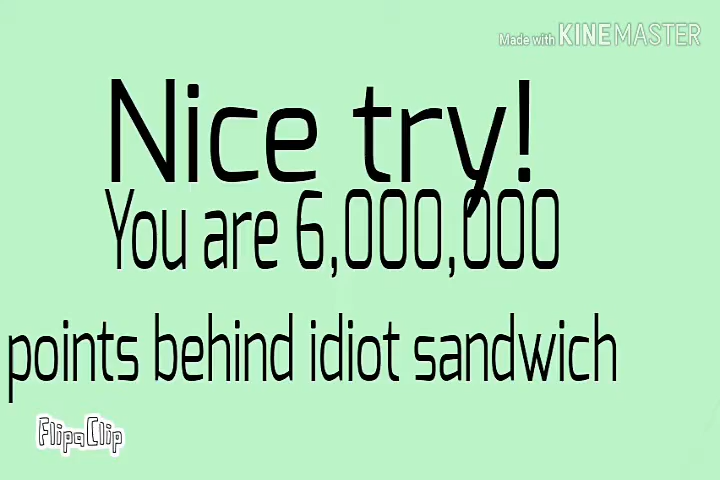 Made with KINEMASTER
Nice try!
You are 6,000,000
points behind idiot sandwich
FlipaClip